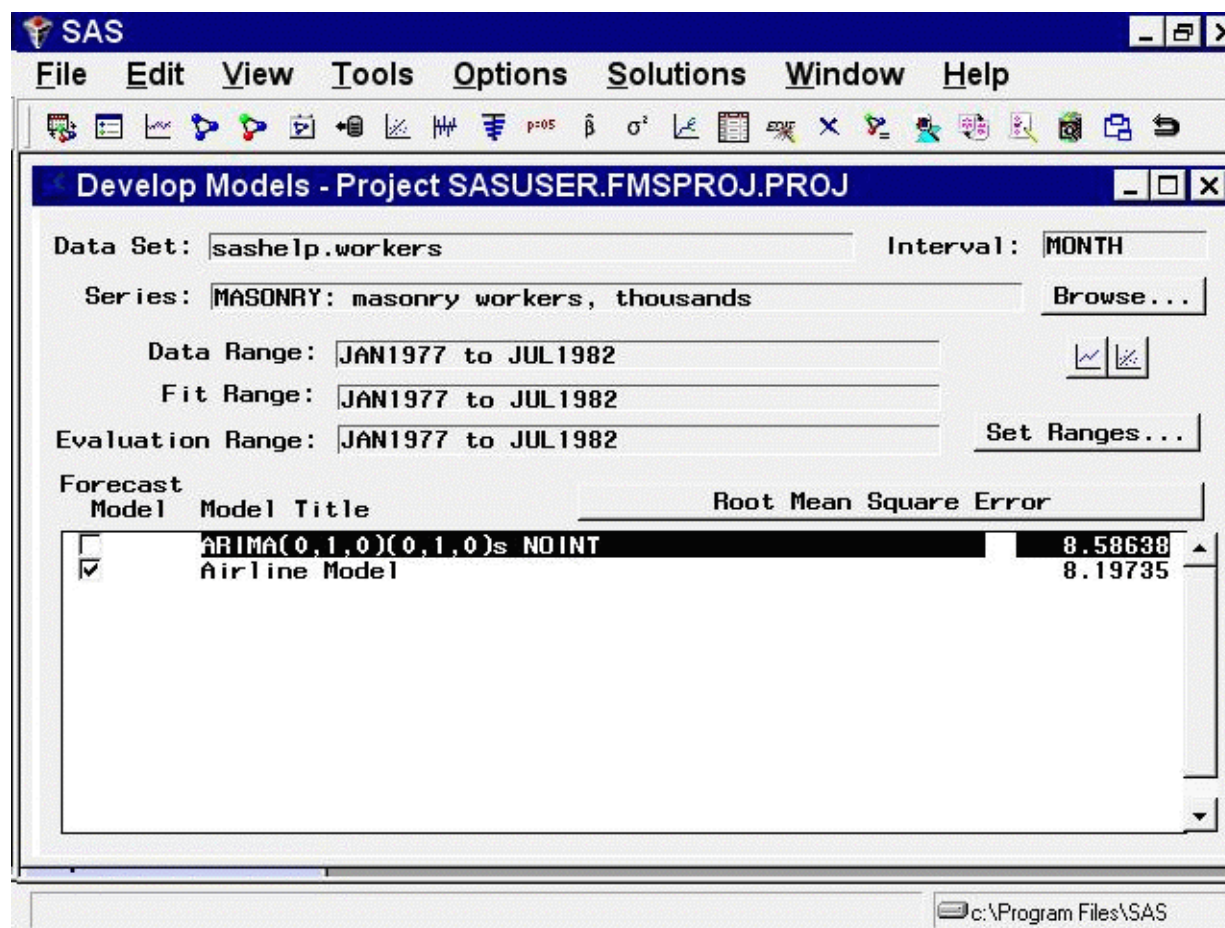 SAS
File Edit View Tools Options Solutions Window Help
p=05 β̂ σ²
Develop Models - Project SASUSER.FMSPROJ.PROJ
Data Set: sashelp.workers Interval: MONTH
Series: MASONRY: masonry workers, thousands Browse...
Data Range: JAN1977 to JUL1982
Fit Range: JAN1977 to JUL1982
Evaluation Range: JAN1977 to JUL1982 Set Ranges...
Forecast
Model Model Title Root Mean Square Error
ARIMA(0,1,0)(0,1,0)s NOINT 8.58638
Airline Model 8.19735
c:\Program Files\SAS